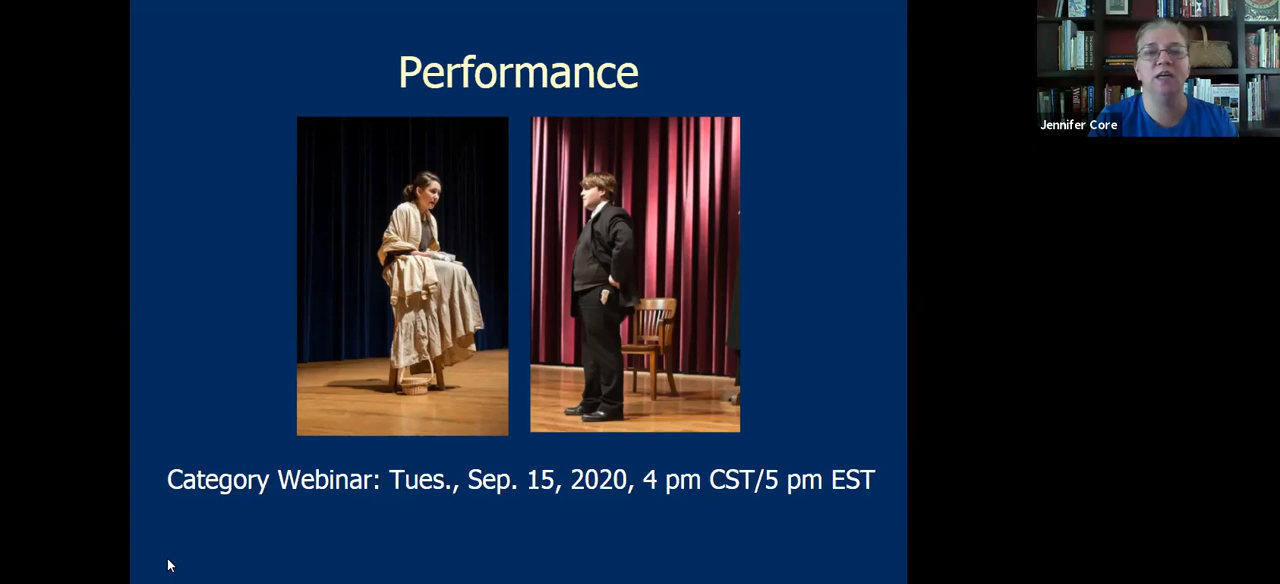 Performance
Jennifer Core
Category Webinar: Tues., Sep. 15, 2020, 4 pm CST/5 pm EST